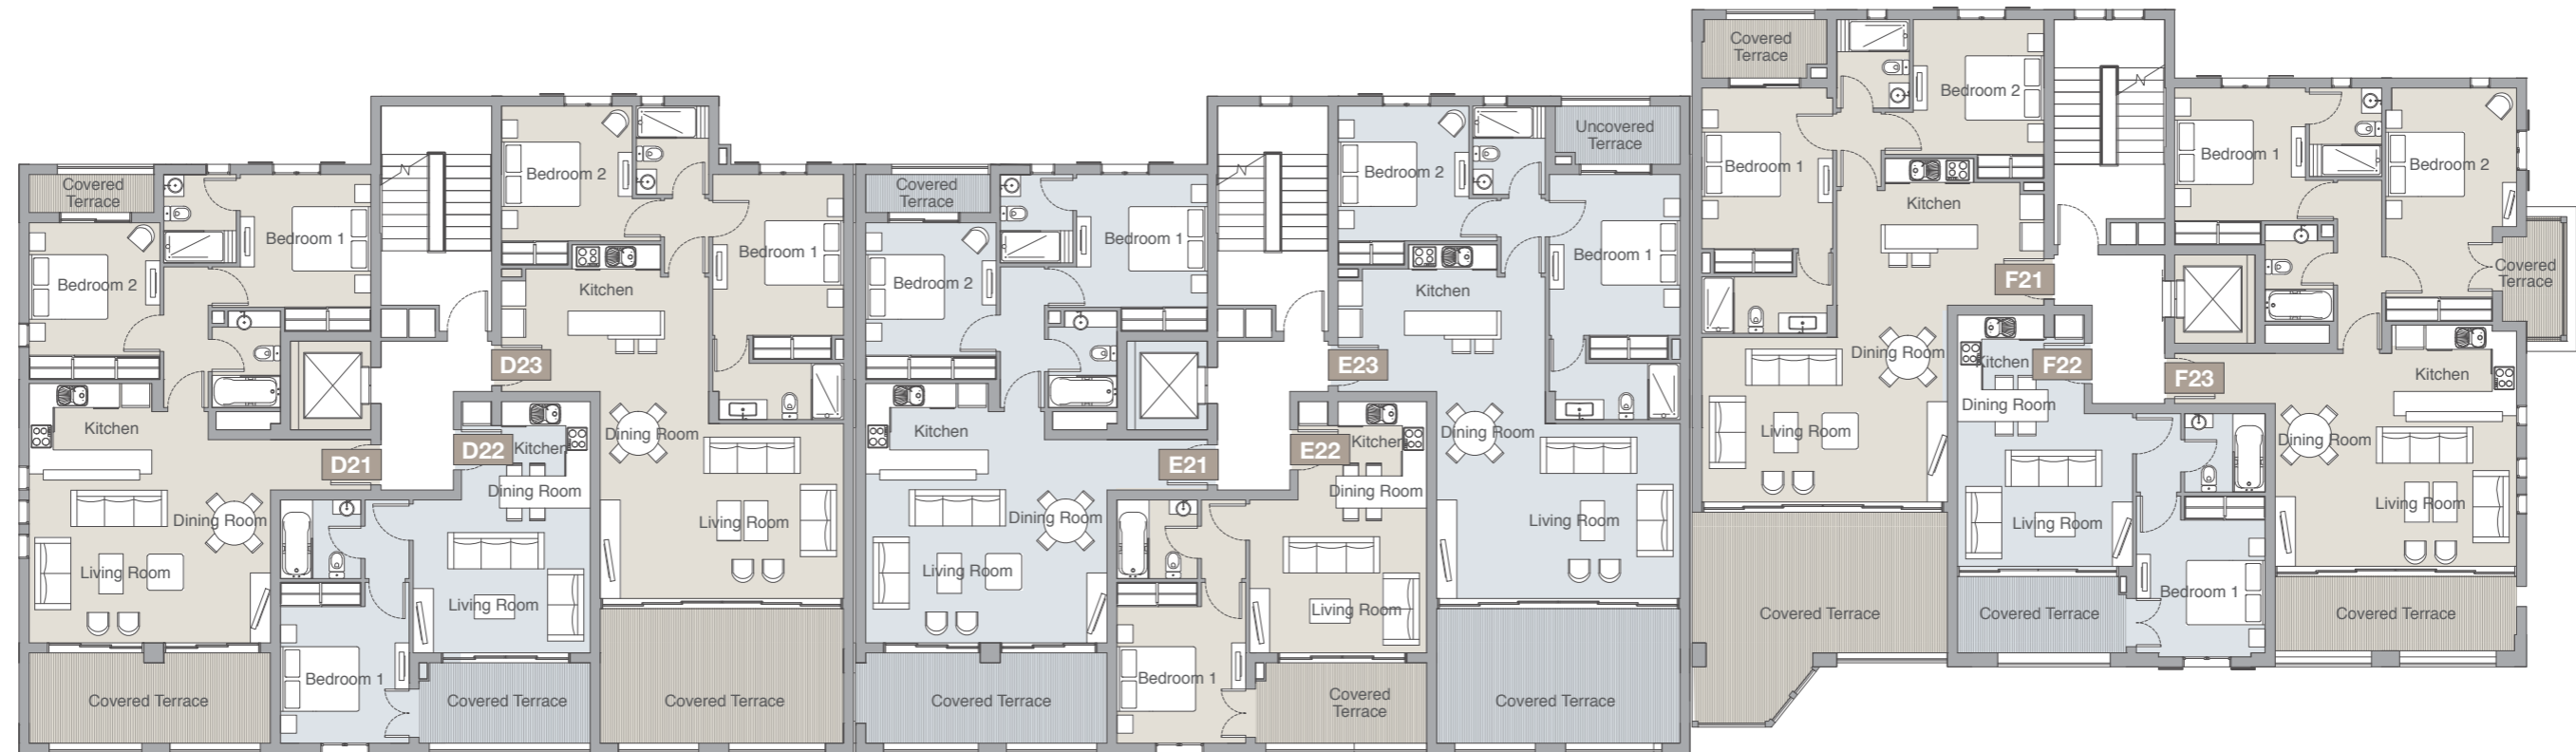 Covered
Terrace
Bedroom 2
Bedroom 1
Kitchen
D21
Dining Room
Living Room
Covered Terrace
D22
Kitchen
Dining Room
Living Room
Bedroom 1
Covered Terrace
Bedroom 2
Bedroom 1
Kitchen
D23
Dining Room
Living Room
Covered Terrace
Covered
Terrace
Bedroom 2
Bedroom 1
Kitchen
E21
Dining Room
Living Room
Covered Terrace
E22
Kitchen
Dining Room
Living Room
Bedroom 1
Covered
Terrace
Bedroom 2
Uncovered
Terrace
Bedroom 1
Kitchen
E23
Dining Room
Living Room
Covered Terrace
Covered
Terrace
Bedroom 2
Bedroom 1
Kitchen
F21
Dining Room
Living Room
Covered Terrace
Kitchen
F22
Dining Room
Living Room
Bedroom 1
Covered Terrace
Bedroom 1
Bedroom 2
Covered
Terrace
F23
Kitchen
Dining Room
Living Room
Covered Terrace